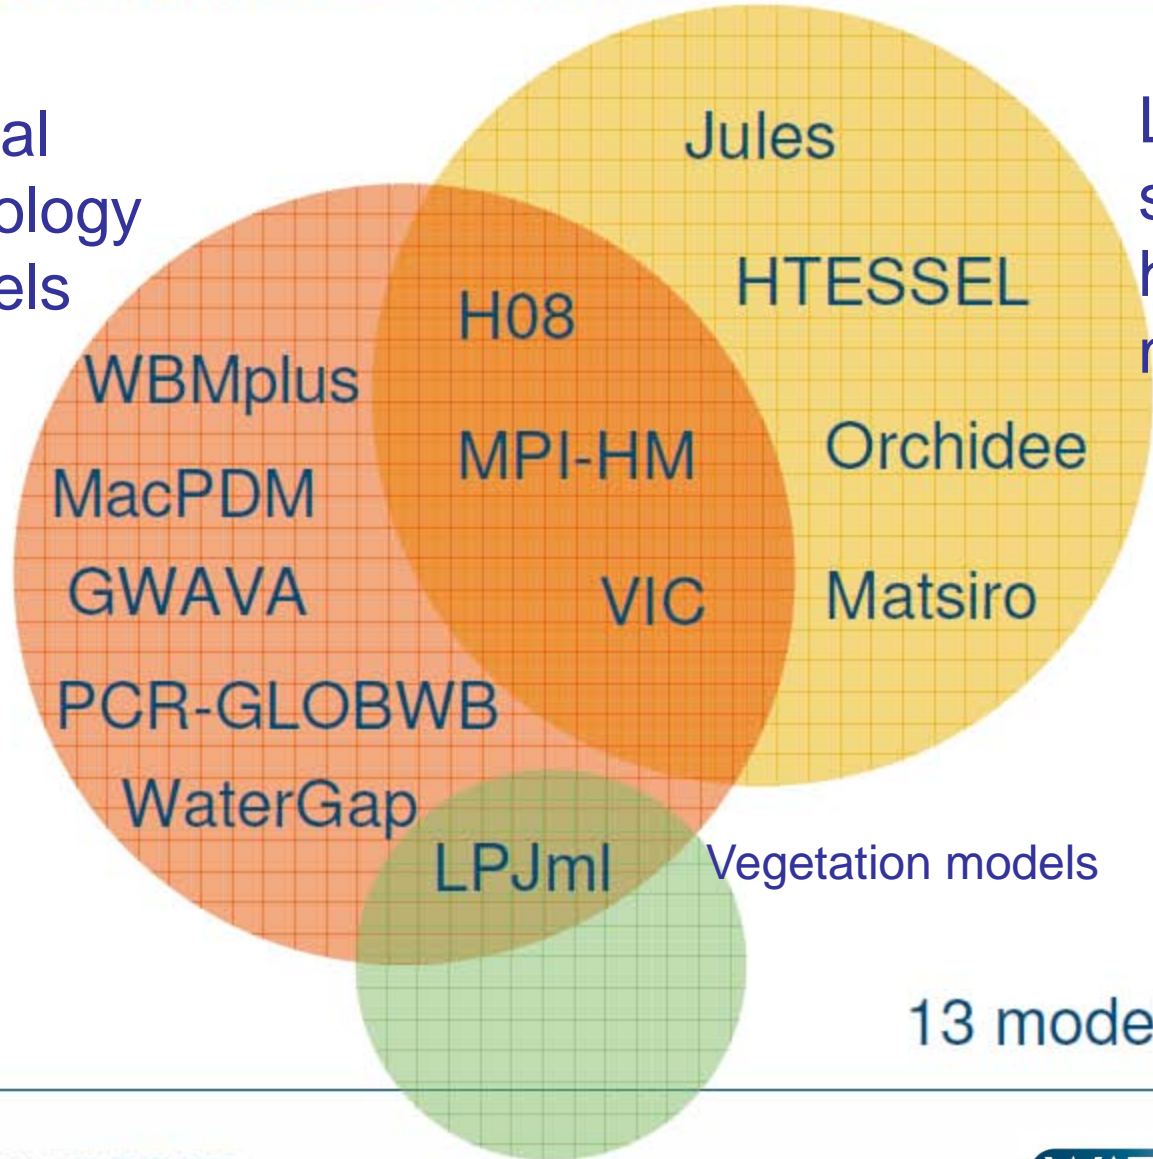 al
ology
els
L
s
h
r
Jules
HTESSEL
H08
WBMplus
MPI-HM
Orchidee
MacPDM
GWAVA
VIC
Matsiro
PCR-GLOBWB
WaterGap
LPJml
Vegetation models
13 mode